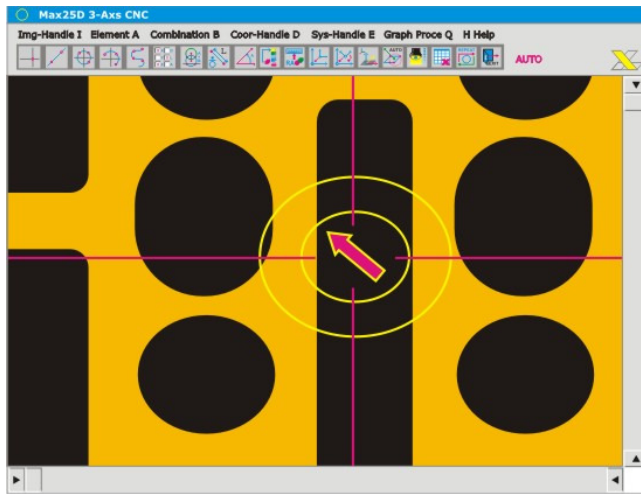 Max25D 3-Axs CNC
Img-Handle I Element A Combination B Coor-Handle D Sys-Handle E Graph Proce Q H Help
AUTO